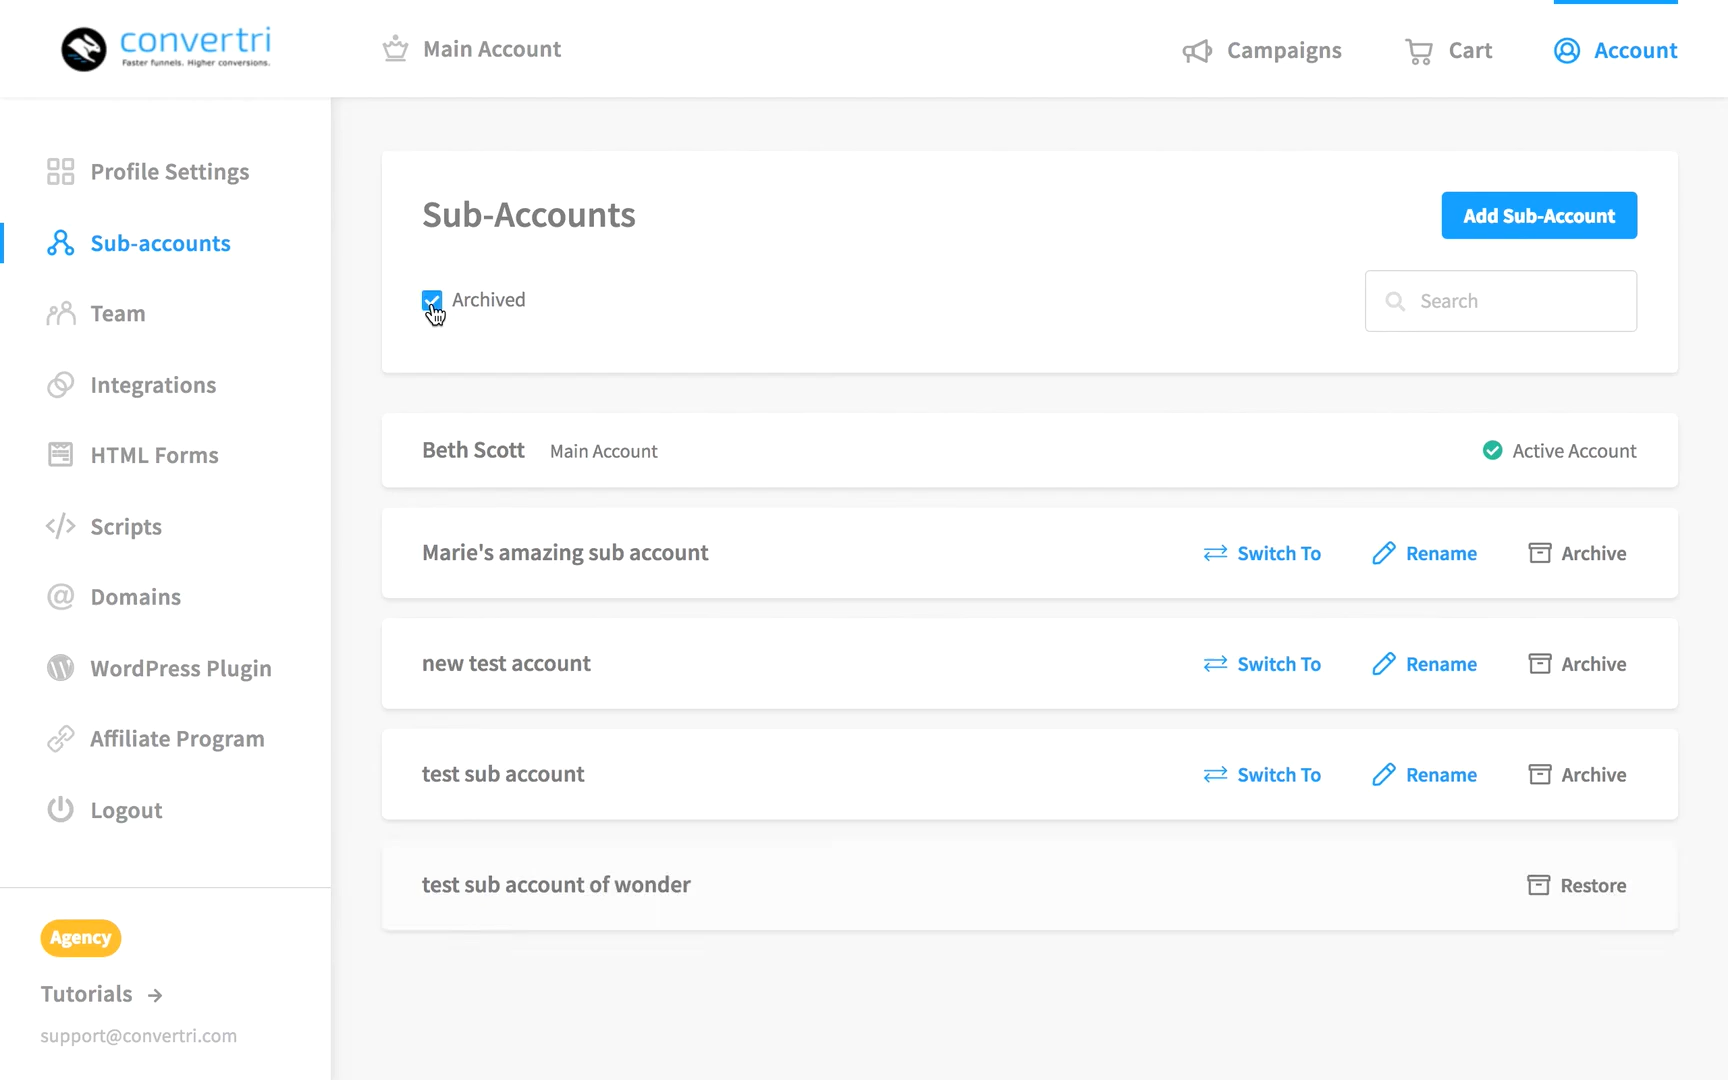 convertri
Faster funnels. Higher conversions.
Main Account
Campaigns
Cart
Account
Profile Settings
Sub-accounts
Team
Integrations
HTML Forms
Scripts
Domains
WordPress Plugin
Affiliate Program
Logout
Agency
Tutorials →
support@convertri.com
Sub-Accounts
Add Sub-Account
Archived
Search
Beth Scott Main Account Active Account
Marie's amazing sub account Switch To Rename Archive
new test account Switch To Rename Archive
test sub account Switch To Rename Archive
test sub account of wonder Restore